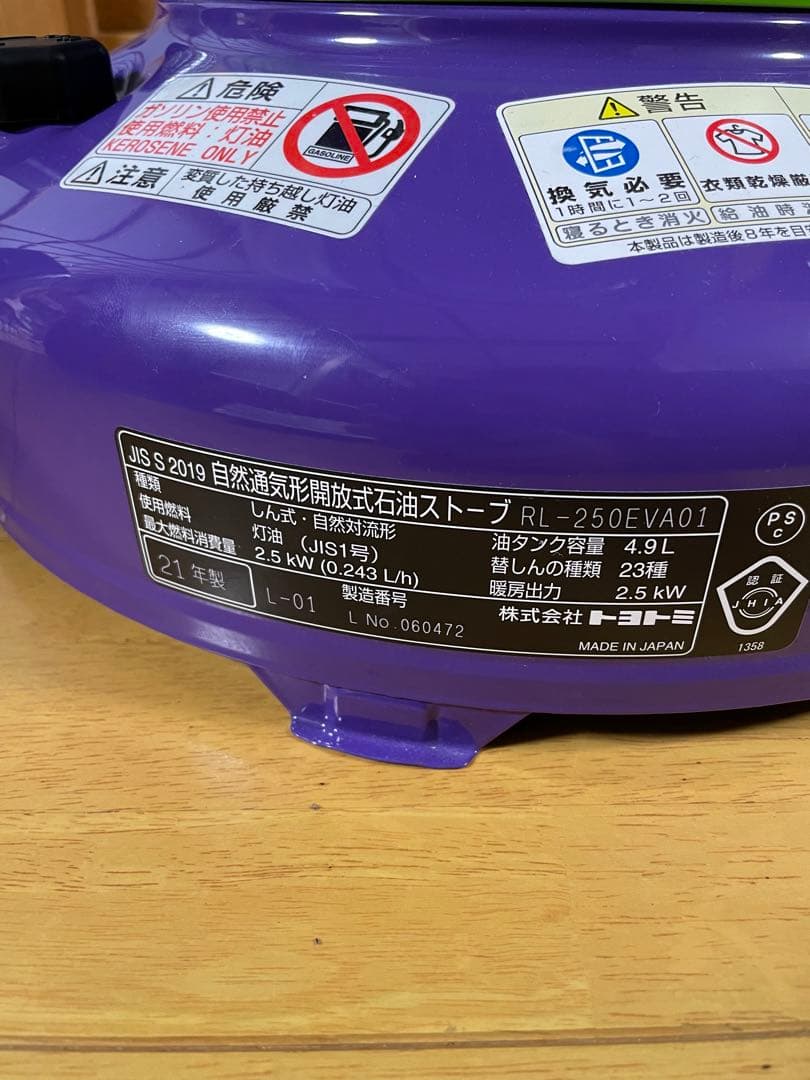 危険
ガソリン使用禁止
使用燃料：灯油
KEROSENE ONLY
GASOLINE
注意
変質した持ち越し灯油
使用厳禁
警告
換気必要
1時間に1～2回
衣類乾燥厳
寝るとき消火
給油時消
本製品は製造後8年を目安
JIS S 2019 自然通気形開放式石油ストーブ RL-250EVA01
種類 しん式・自然対流形
使用燃料 灯油 (JIS1号)
最大燃料消費量 2.5 kW (0.243 L/h)
油タンク容量 4.9L
替しんの種類 23種
暖房出力 2.5 kW
21年製
L-01
製造番号
L No.060472
株式会社 トヨトミ
MADE IN JAPAN
PS
C
認証
JHIA
1358